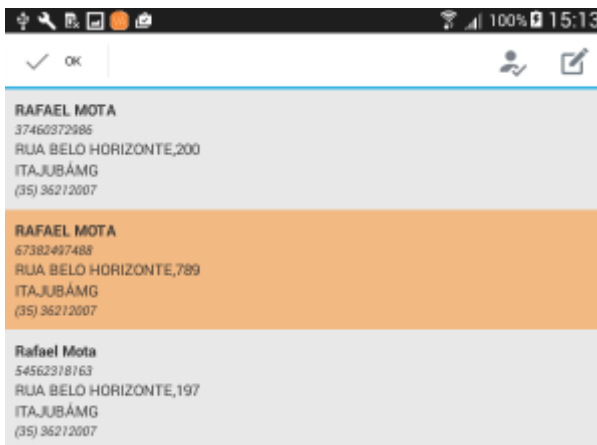 100% 15:13
OK
RAFAEL MOTA
37460372986
RUA BELO HORIZONTE,200
ITAJUBÁMG
(35) 36212007
RAFAEL MOTA
67382497488
RUA BELO HORIZONTE,789
ITAJUBÁMG
(35) 36212007
Rafael Mota
54562318163
RUA BELO HORIZONTE,197
ITAJUBÁMG
(35) 36212007